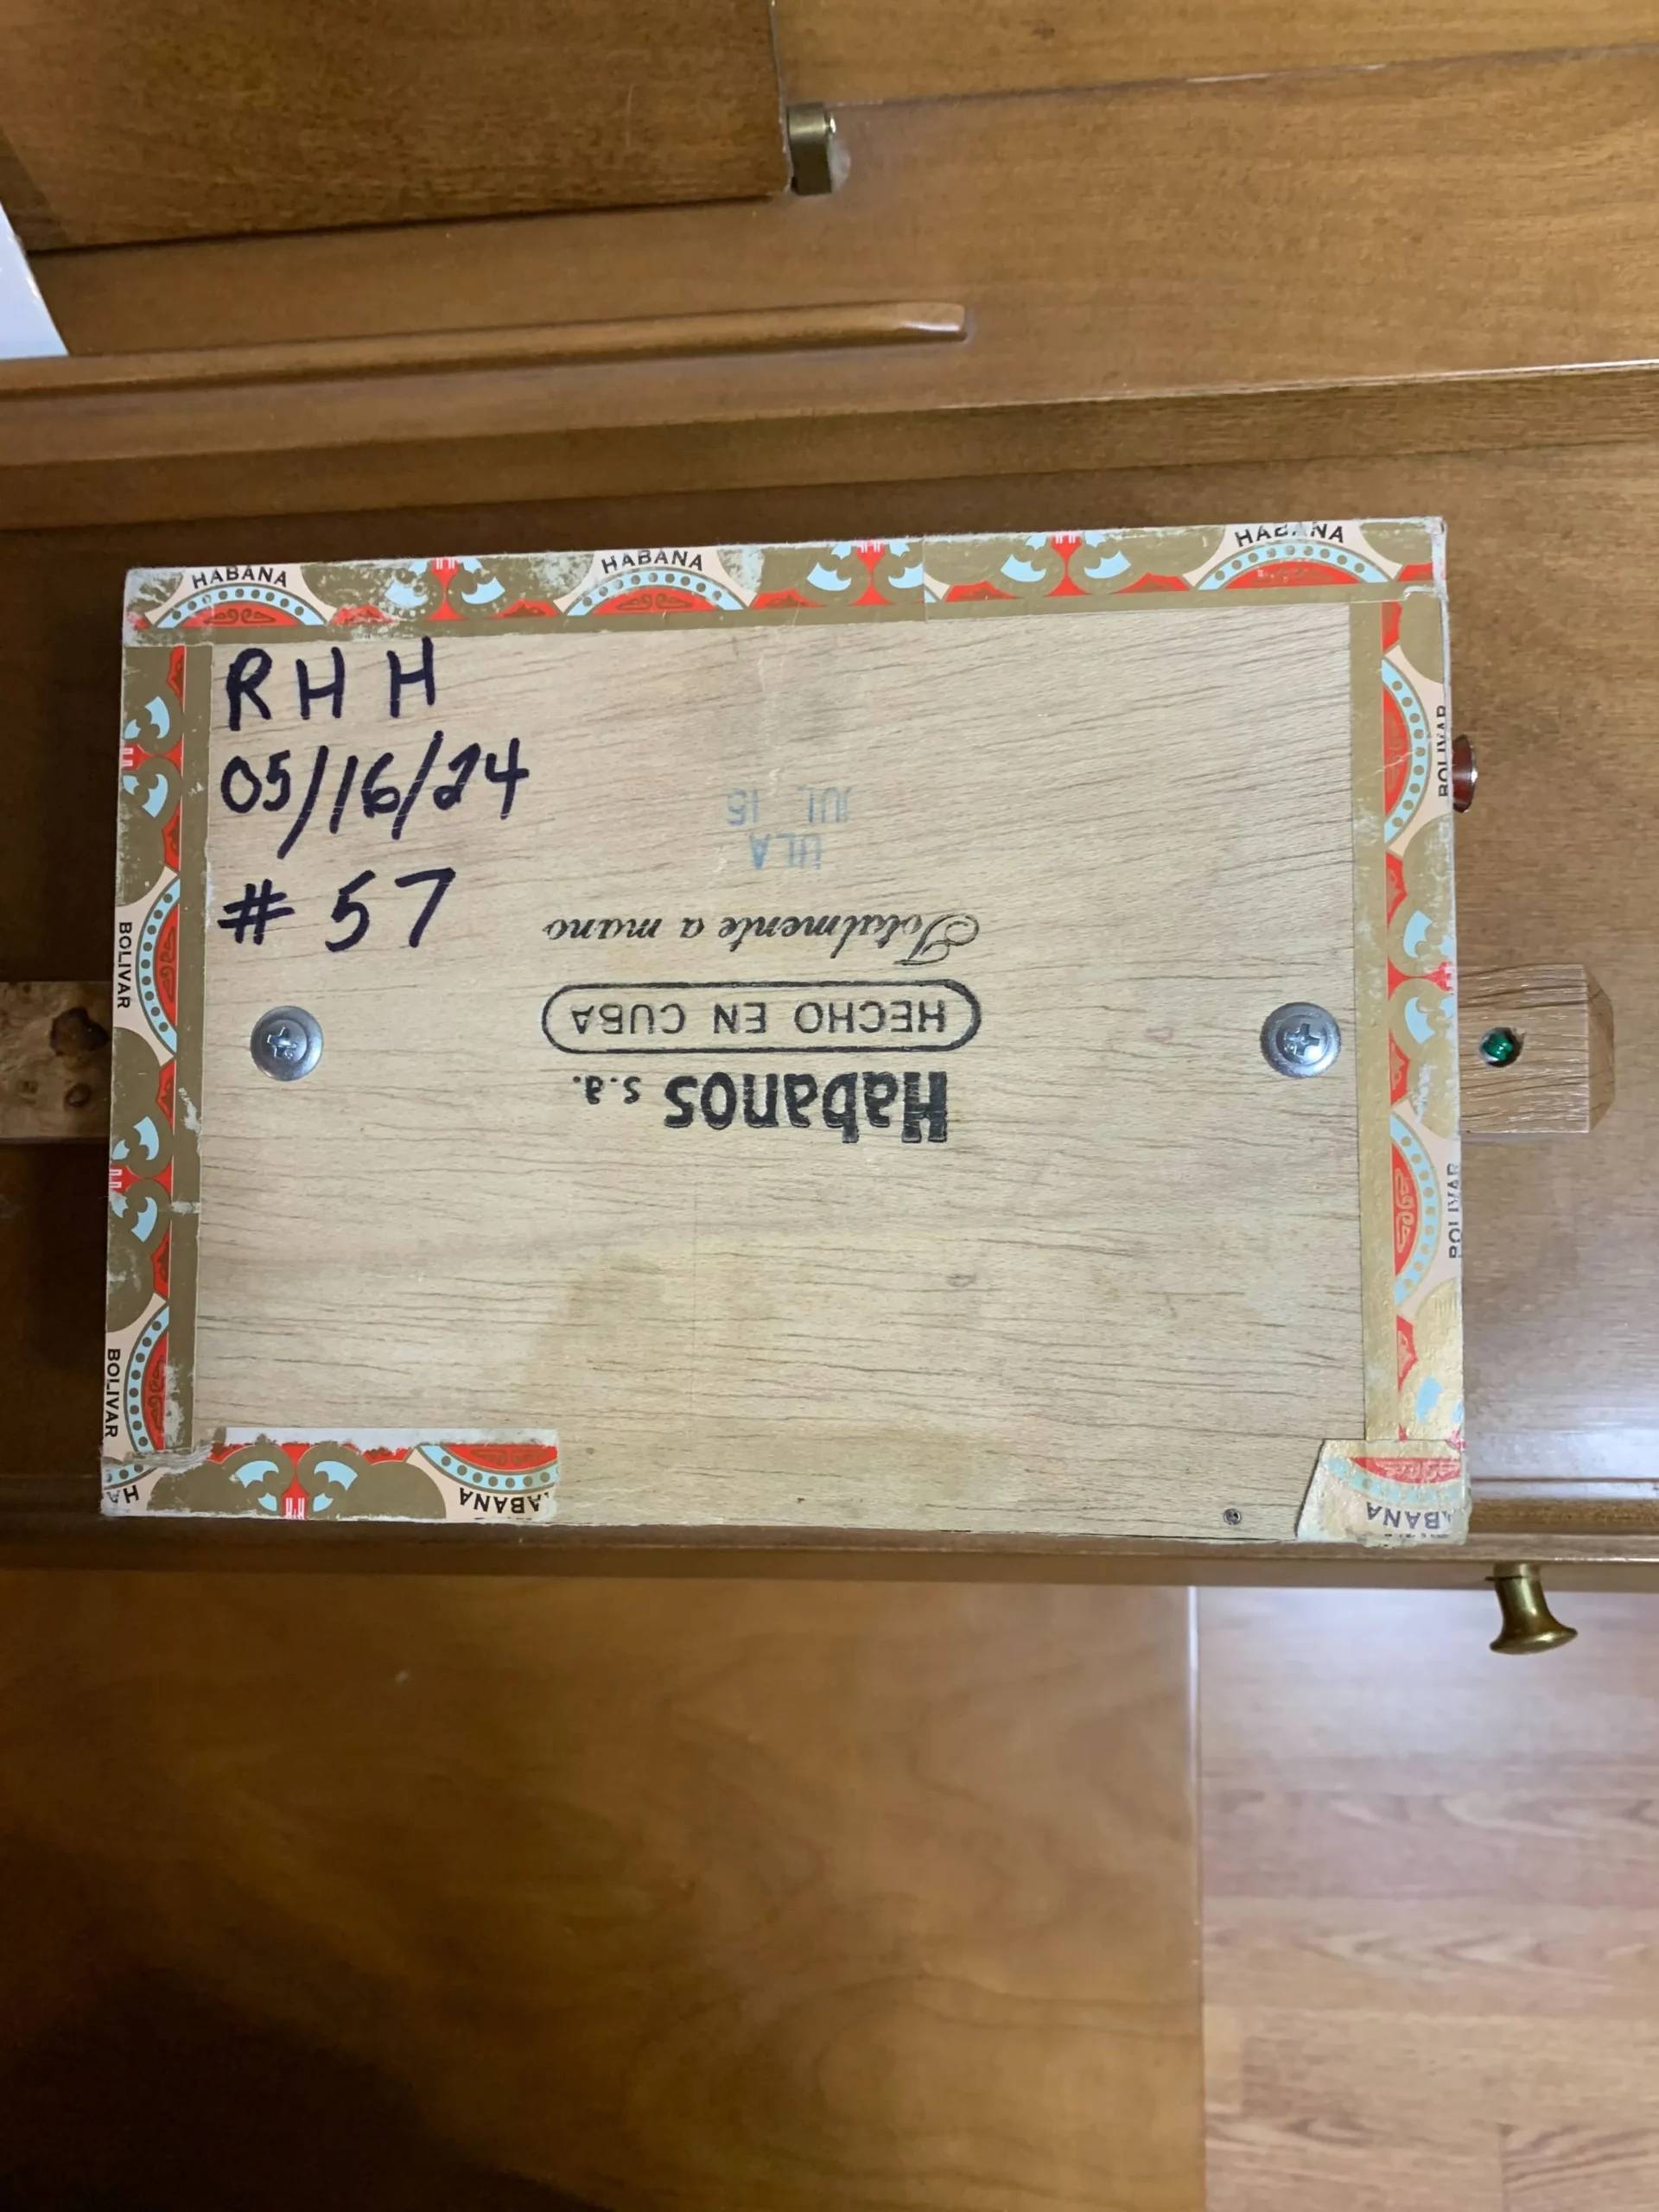 HABANA
HABANA
HABANA
RHH
05/16/24
#57
BOLIVAR
BOLIVAR
BOLIVAR
BOLIVAR
Habanos s.a.
HECHO EN CUBA
Totalmente a mano
ULA
JUL 15
HABANA
HABANA